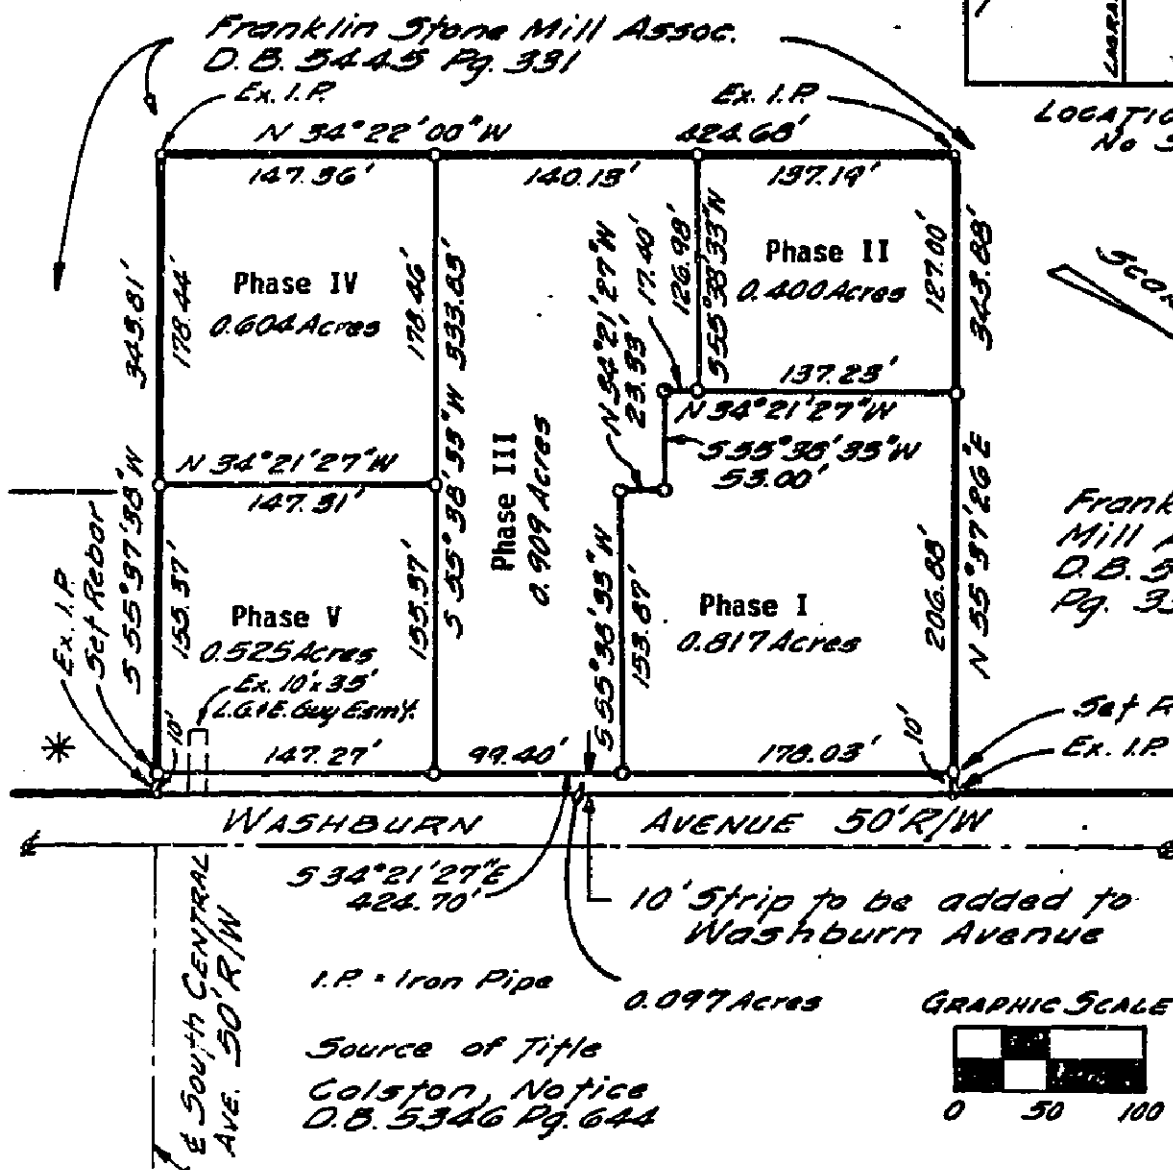 Franklin Stone Mill Assoc.
D.B. 5445 Pg. 331
Ex. I.P.
Ex. I.P.
LOCATIO
No S
N 34°22'00"W
424.68'
147.36'
140.13'
137.19'
Phase IV
0.604 Acres
Phase II
0.400 Acres
343.81'
178.44'
178.46'
333.83'
N 34°21'27"W
23.53'
17.40'
126.98'
S 55°38'33"W
127.00'
343.88'
137.23'
N 34°21'27"W
S 55°38'33"W
53.00'
N 34°21'27"W
147.31'
Phase III
0.909 Acres
S 55°38'33"W
S 55°37'38"W
Ex. I.P.
Set Rebar
155.37'
155.37'
Phase V
0.525 Acres
Ex. 10'x35'
L.G.&E. Guy Esm't.
S 55°38'33"W
153.87'
Phase I
0.817 Acres
206.88'
N 55°37'26"E
Frank
Mill
D.B. 5
Pg. 33
Set R
Ex. I.P.
10'
147.27'
99.40'
178.03'
10'
*
WASHBURN AVENUE 50' R/W
S 34°21'27"E
424.70'
10' Strip to be added to
Washburn Avenue
I.P. = Iron Pipe
0.097 Acres
℄ SOUTH CENTRAL
AVE. 50' R/W
Source of Title
Colston, Notice
D.B. 5346 Pg. 644
GRAPHIC SCALE
0 50 100